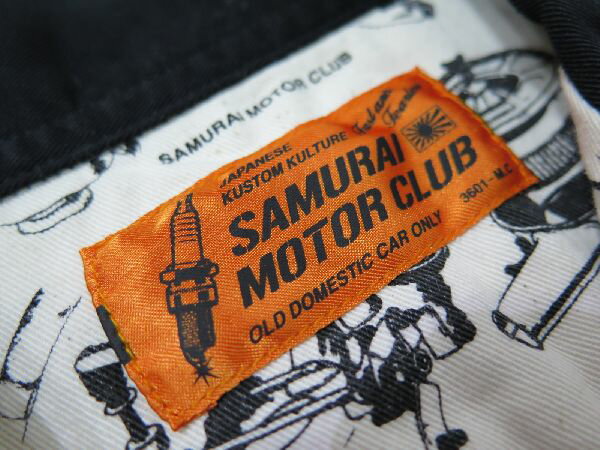 SAMURAI MOTOR CLUB
JAPANESE
KUSTOM KULTURE
SAMURAI
MOTOR CLUB
OLD DOMESTIC CAR ONLY
3601-M.C